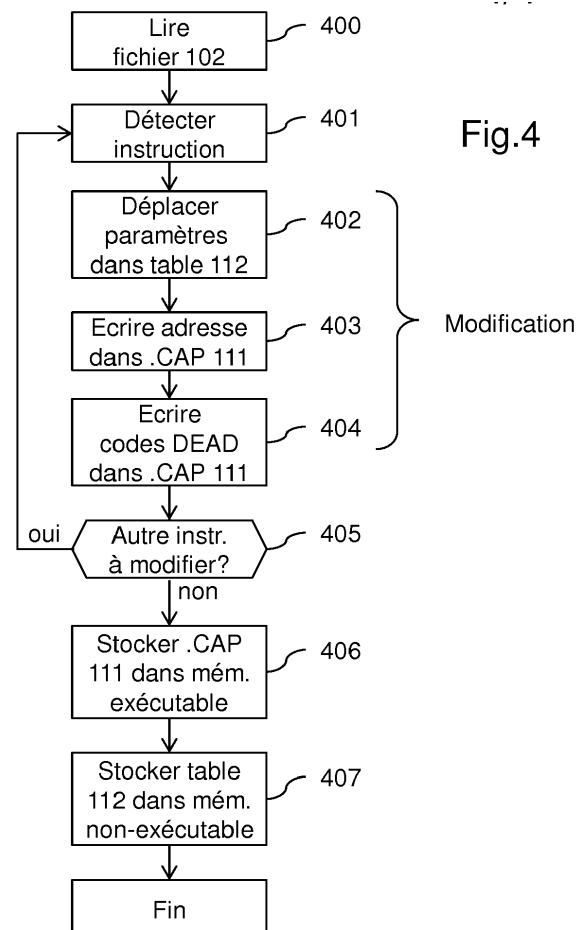 Lire
fichier 102
400
Détecter
instruction
401
Fig.4
Déplacer
paramètres
dans table 112
402
Ecrire adresse
dans .CAP 111
403
Modification
Ecrire
codes DEAD
dans .CAP 111
404
oui
Autre instr.
à modifier?
405
non
Stocker .CAP
111 dans mém.
exécutable
406
Stocker table
112 dans mém.
non-exécutable
407
Fin